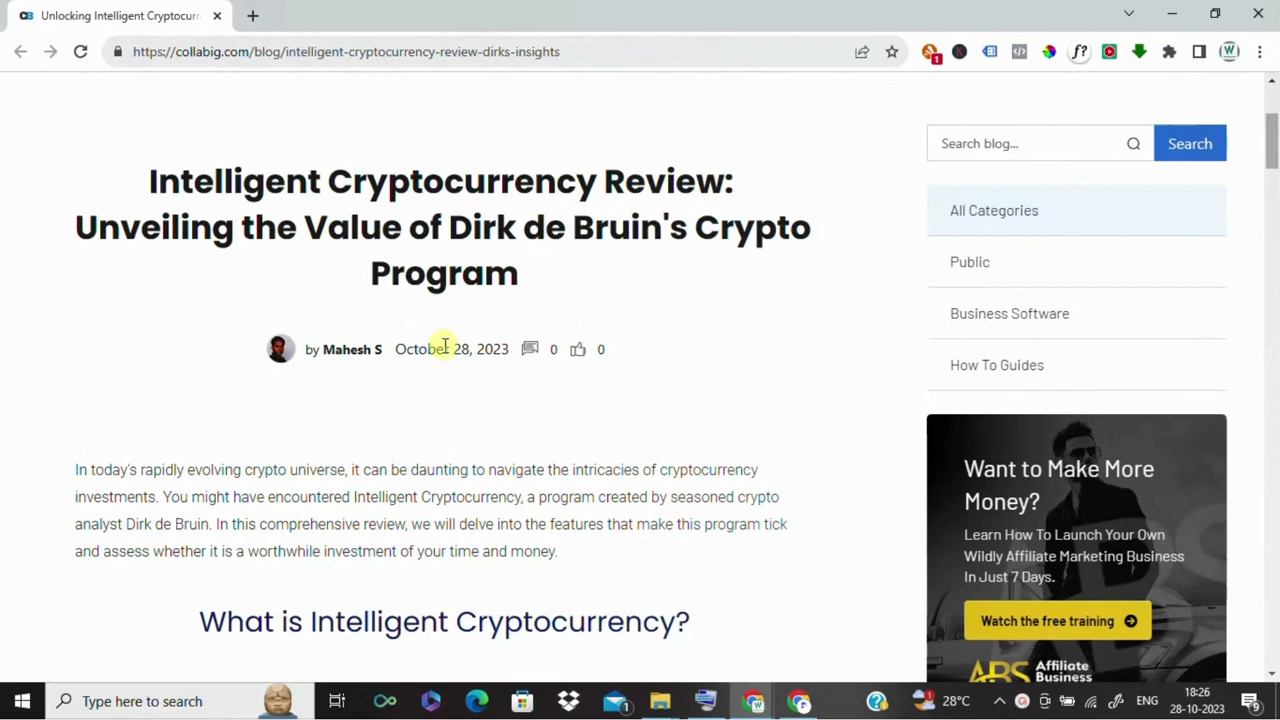 Unlocking Intelligent Cryptocurr
https://collabig.com/blog/intelligent-cryptocurrency-review-dirks-insights
1
f?
W
Intelligent Cryptocurrency Review:
Unveiling the Value of Dirk de Bruin's Crypto
Program
by Mahesh S October 28, 2023 0 0
In today's rapidly evolving crypto universe, it can be daunting to navigate the intricacies of cryptocurrency
investments. You might have encountered Intelligent Cryptocurrency, a program created by seasoned crypto
analyst Dirk de Bruin. In this comprehensive review, we will delve into the features that make this program tick
and assess whether it is a worthwhile investment of your time and money.
What is Intelligent Cryptocurrency?
Search blog...
Search
All Categories
Public
Business Software
How To Guides
Want to Make More
Money?
Learn How To Launch Your Own
Wildly Affiliate Marketing Business
In Just 7 Days.
Watch the free training
ABS Affiliate
Business
Type here to search
1
28°C
ENG
18:26
28-10-2023
9